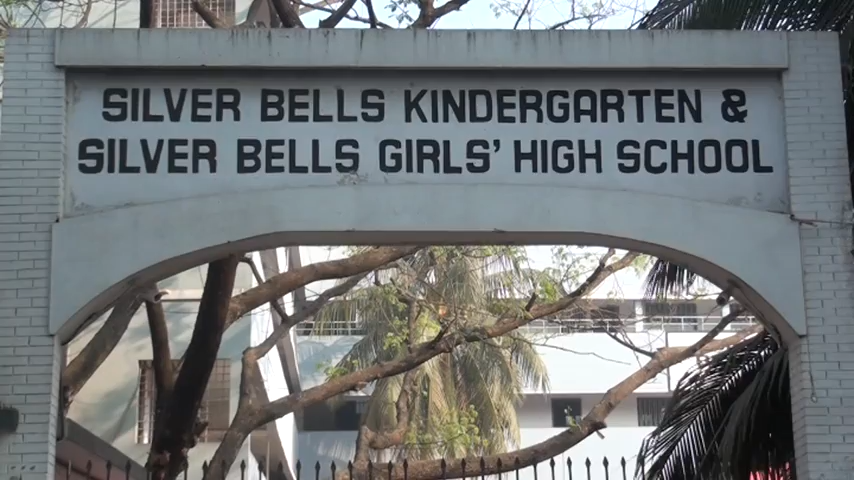 SILVER BELLS KINDERGARTEN &
SILVER BELLS GIRLS' HIGH SCHOOL